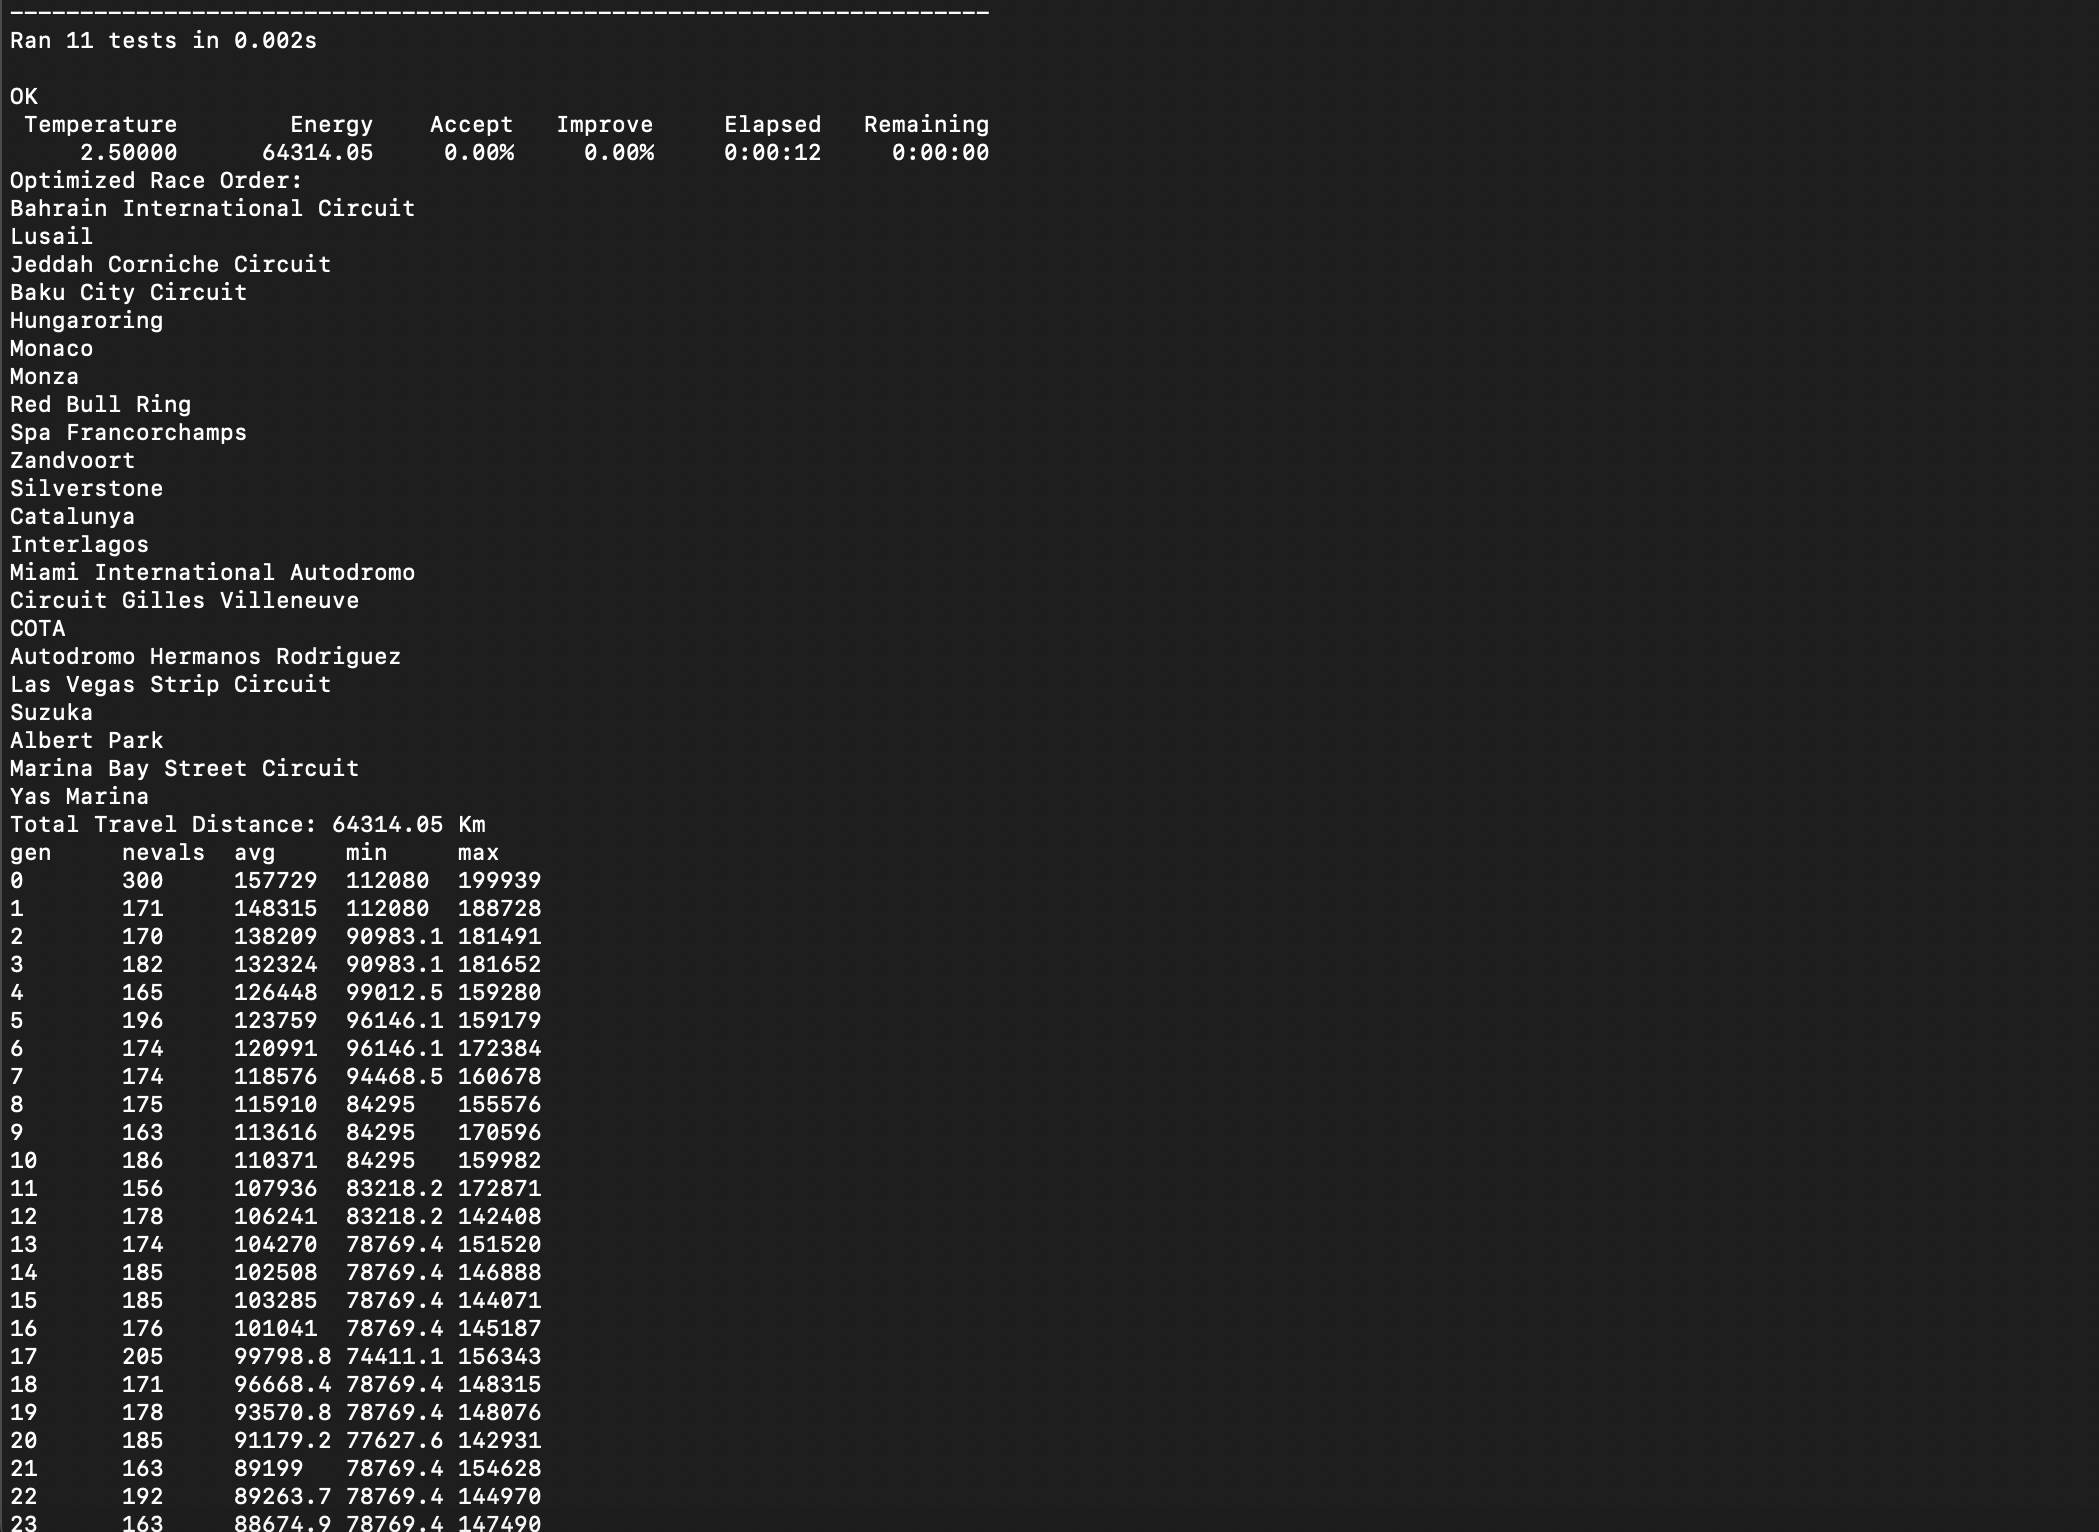 ----------------------------------------------------------------------
Ran 11 tests in 0.002s
OK
 Temperature        Energy    Accept   Improve     Elapsed   Remaining
     2.50000      64314.05     0.00%     0.00%     0:00:12     0:00:00
Optimized Race Order:
Bahrain International Circuit
Lusail
Jeddah Corniche Circuit
Baku City Circuit
Hungaroring
Monaco
Monza
Red Bull Ring
Spa Francorchamps
Zandvoort
Silverstone
Catalunya
Interlagos
Miami International Autodromo
Circuit Gilles Villeneuve
COTA
Autodromo Hermanos Rodriguez
Las Vegas Strip Circuit
Suzuka
Albert Park
Marina Bay Street Circuit
Yas Marina
Total Travel Distance: 64314.05 Km
gen     nevals  avg     min     max
0       300     157729  112080  199939
1       171     148315  112080  188728
2       170     138209  90983.1 181491
3       182     132324  90983.1 181652
4       165     126448  99012.5 159280
5       196     123759  96146.1 159179
6       174     120991  96146.1 172384
7       174     118576  94468.5 160678
8       175     115910  84295   155576
9       163     113616  84295   170596
10      186     110371  84295   159982
11      156     107936  83218.2 172871
12      178     106241  83218.2 142408
13      174     104270  78769.4 151520
14      185     102508  78769.4 146888
15      185     103285  78769.4 144071
16      176     101041  78769.4 145187
17      205     99798.8 74411.1 156343
18      171     96668.4 78769.4 148315
19      178     93570.8 78769.4 148076
20      185     91179.2 77627.6 142931
21      163     89199   78769.4 154628
22      192     89263.7 78769.4 144970
23      163     88674.9 78769.4 147490